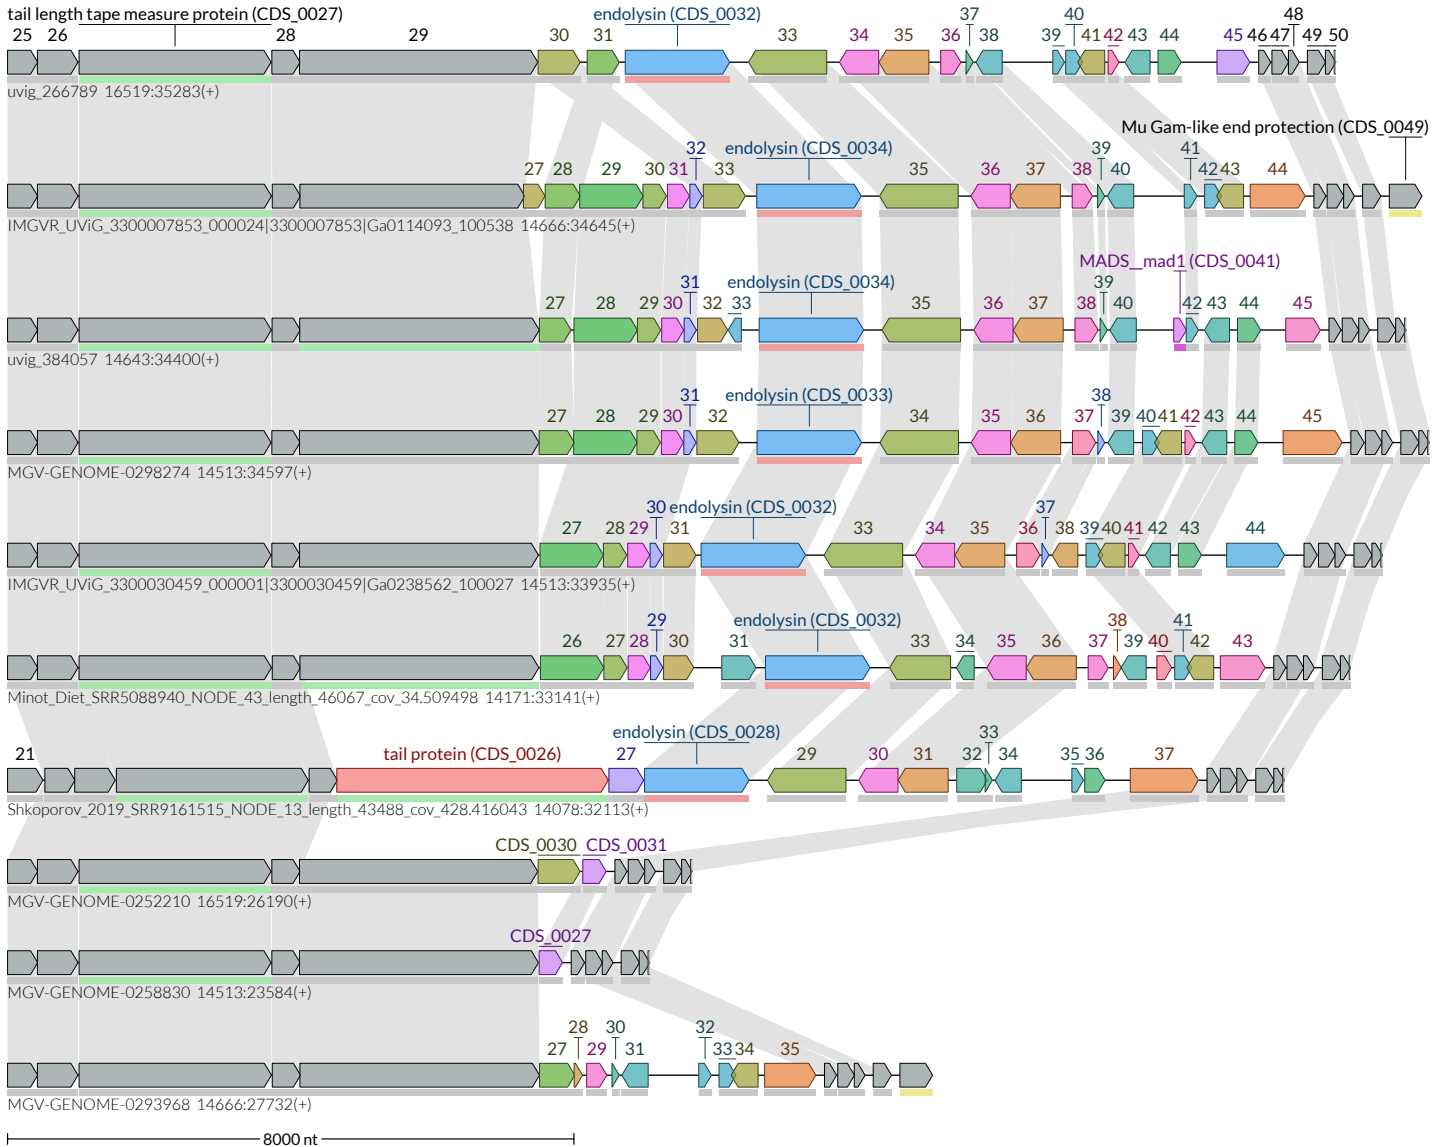 tail length tape measure protein (CDS_0027) endolysin (CDS_0032) 37 40 48
25 26 28 29 30 31 33 34 35 36 38 39 41 42 43 44 45 46 47 49 50
uvig_266789 16519:35283(+)
Mu Gam-like end protection (CDS_0049)
32 endolysin (CDS_0034) 39 41
27 28 29 30 31 33 35 36 37 38 40 42 43 44
IMGVR_UViG_3300007853_000024|3300007853|Ga0114093_100538 14666:34645(+)
MADS__mad1 (CDS_0041)
31 endolysin (CDS_0034) 39
27 28 29 30 32 33 35 36 37 38 40 42 43 44 45
uvig_384057 14643:34400(+)
31 endolysin (CDS_0033) 38
27 28 29 30 32 34 35 36 37 39 40 41 42 43 44 45
MGV-GENOME-0298274 14513:34597(+)
30 endolysin (CDS_0032) 37
27 28 29 31 33 34 35 36 38 39 40 41 42 43 44
IMGVR_UViG_3300030459_000001|3300030459|Ga0238562_100027 14513:33935(+)
29 endolysin (CDS_0032) 38 41
26 27 28 30 31 33 34 35 36 37 39 40 42 43
Minot_Diet_SRR5088940_NODE_43_length_46067_cov_34.509498 14171:33141(+)
endolysin (CDS_0028) 33
21 tail protein (CDS_0026) 27 29 30 31 32 34 35 36 37
Shkoporov_2019_SRR9161515_NODE_13_length_43488_cov_428.416043 14078:32113(+)
CDS_0030 CDS_0031
MGV-GENOME-0252210 16519:26190(+)
CDS_0027
MGV-GENOME-0258830 14513:23584(+)
28 30 32
27 29 31 33 34 35
MGV-GENOME-0293968 14666:27732(+)
8000 nt